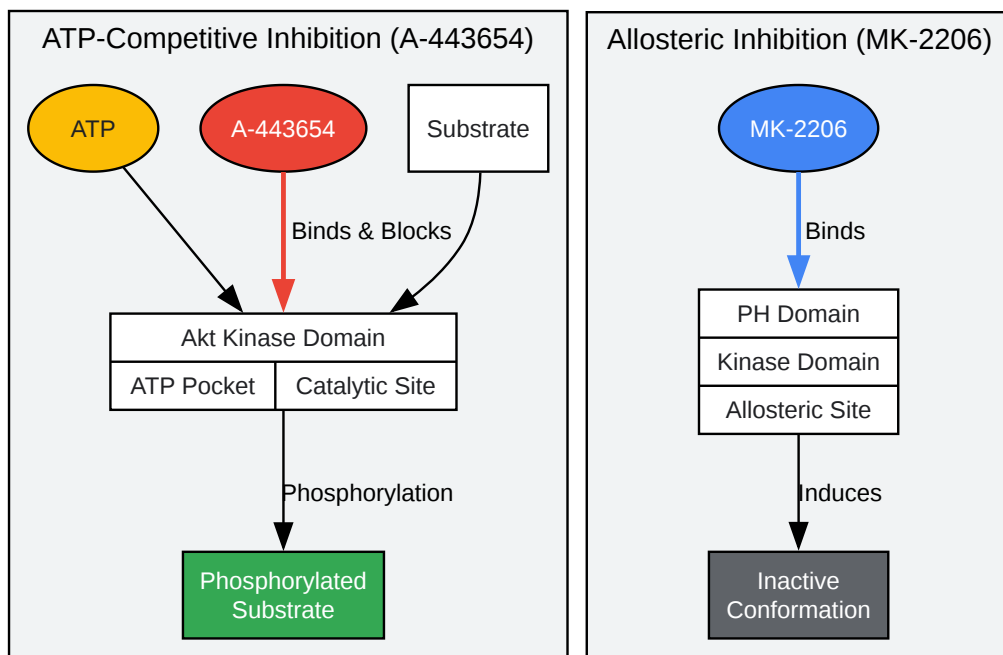 ATP-Competitive Inhibition (A-443654)
ATP
A-443654
Substrate
Binds & Blocks
Akt Kinase Domain
ATP Pocket
Catalytic Site
Phosphorylation
Phosphorylated
Substrate
Allosteric Inhibition (MK-2206)
MK-2206
Binds
PH Domain
Kinase Domain
Allosteric Site
Induces
Inactive
Conformation